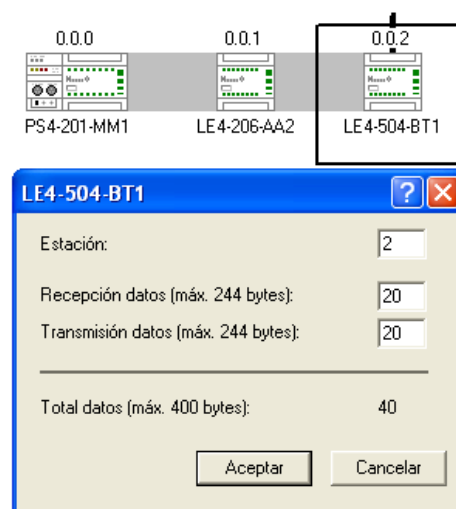 0.0.0 0.0.1 0.0.2
PS4-201-MM1 LE4-206-AA2 LE4-504-BT1
LE4-504-BT1
Estación: 2
Recepción datos (máx. 244 bytes): 20
Transmisión datos (máx. 244 bytes): 20
Total datos (máx. 400 bytes): 40
Aceptar Cancelar